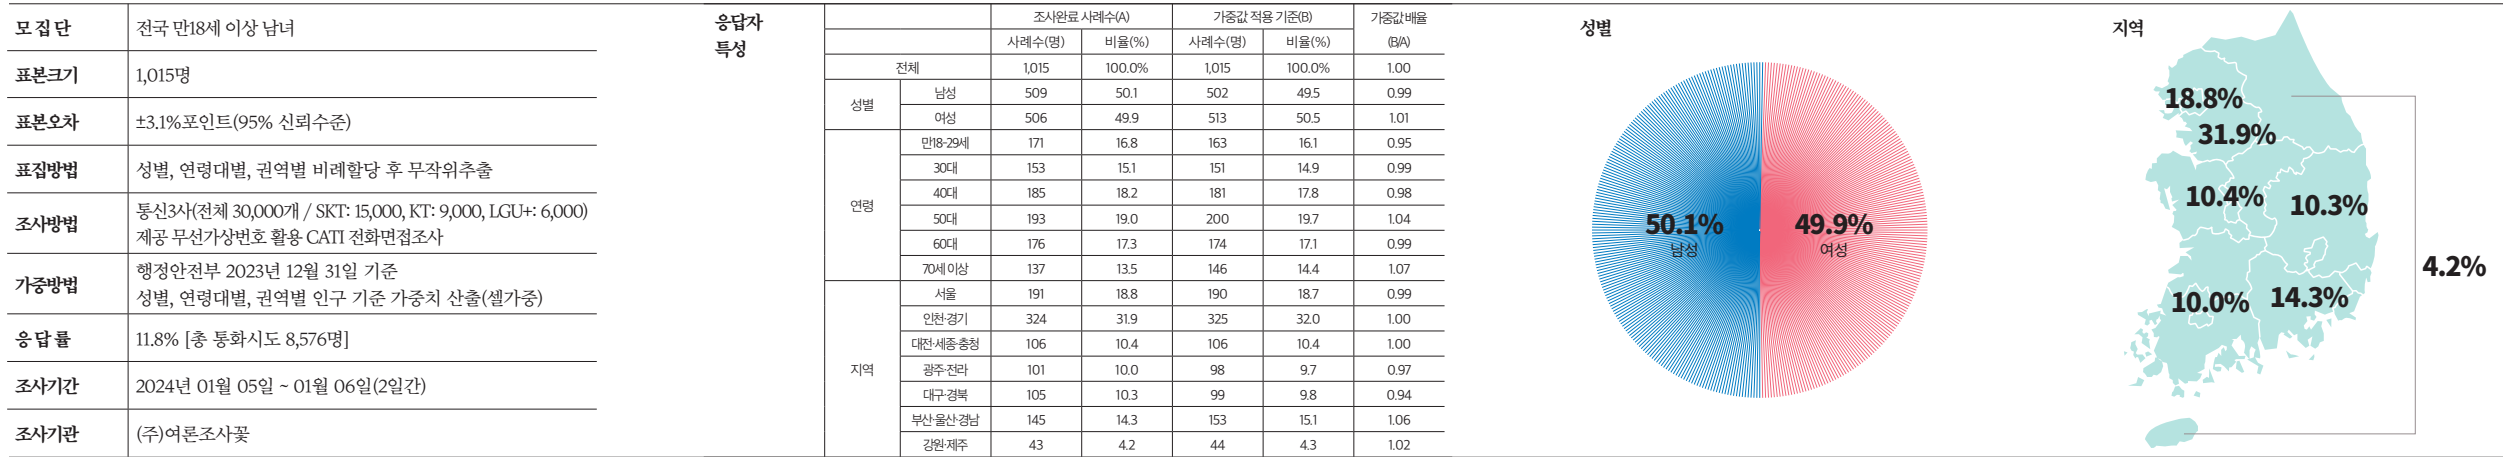 모집단 전국 만18세 이상 남녀
표본크기 1,015명
표본오차 ±3.1%포인트(95% 신뢰수준)
표집방법 성별, 연령대별, 권역별 비례할당 후 무작위추출
조사방법 통신3사(전체 30,000개 / SKT: 15,000, KT: 9,000, LGU+: 6,000)
제공 무선가상번호 활용 CATI 전화면접조사
가중방법 행정안전부 2023년 12월 31일 기준
성별, 연령대별, 권역별 인구 기준 가중치 산출(셀가중)
응답률 11.8% [총 통화시도 8,576명]
조사기간 2024년 01월 05일 ~ 01월 06일(2일간)
조사기관 (주)여론조사꽃
응답자
특성
조사완료 사례수(A) 가중값 적용 기준(B) 가중값 배율
사례수(명) 비율(%) 사례수(명) 비율(%) (B/A)
전체 1,015 100.0% 1,015 100.0% 1.00
성별
남성 509 50.1 502 49.5 0.99
여성 506 49.9 513 50.5 1.01
연령
만18-29세 171 16.8 163 16.1 0.95
30대 153 15.1 151 14.9 0.99
40대 185 18.2 181 17.8 0.98
50대 193 19.0 200 19.7 1.04
60대 176 17.3 174 17.1 0.99
70세 이상 137 13.5 146 14.4 1.07
지역
서울 191 18.8 190 18.7 0.99
인천·경기 324 31.9 325 32.0 1.00
대전·세종·충청 106 10.4 106 10.4 1.00
광주·전라 101 10.0 98 9.7 0.97
대구·경북 105 10.3 99 9.8 0.94
부산·울산·경남 145 14.3 153 15.1 1.06
강원·제주 43 4.2 44 4.3 1.02
성별
50.1%
남성
49.9%
여성
지역
18.8%
31.9%
10.4%
10.3%
4.2%
10.0%
14.3%